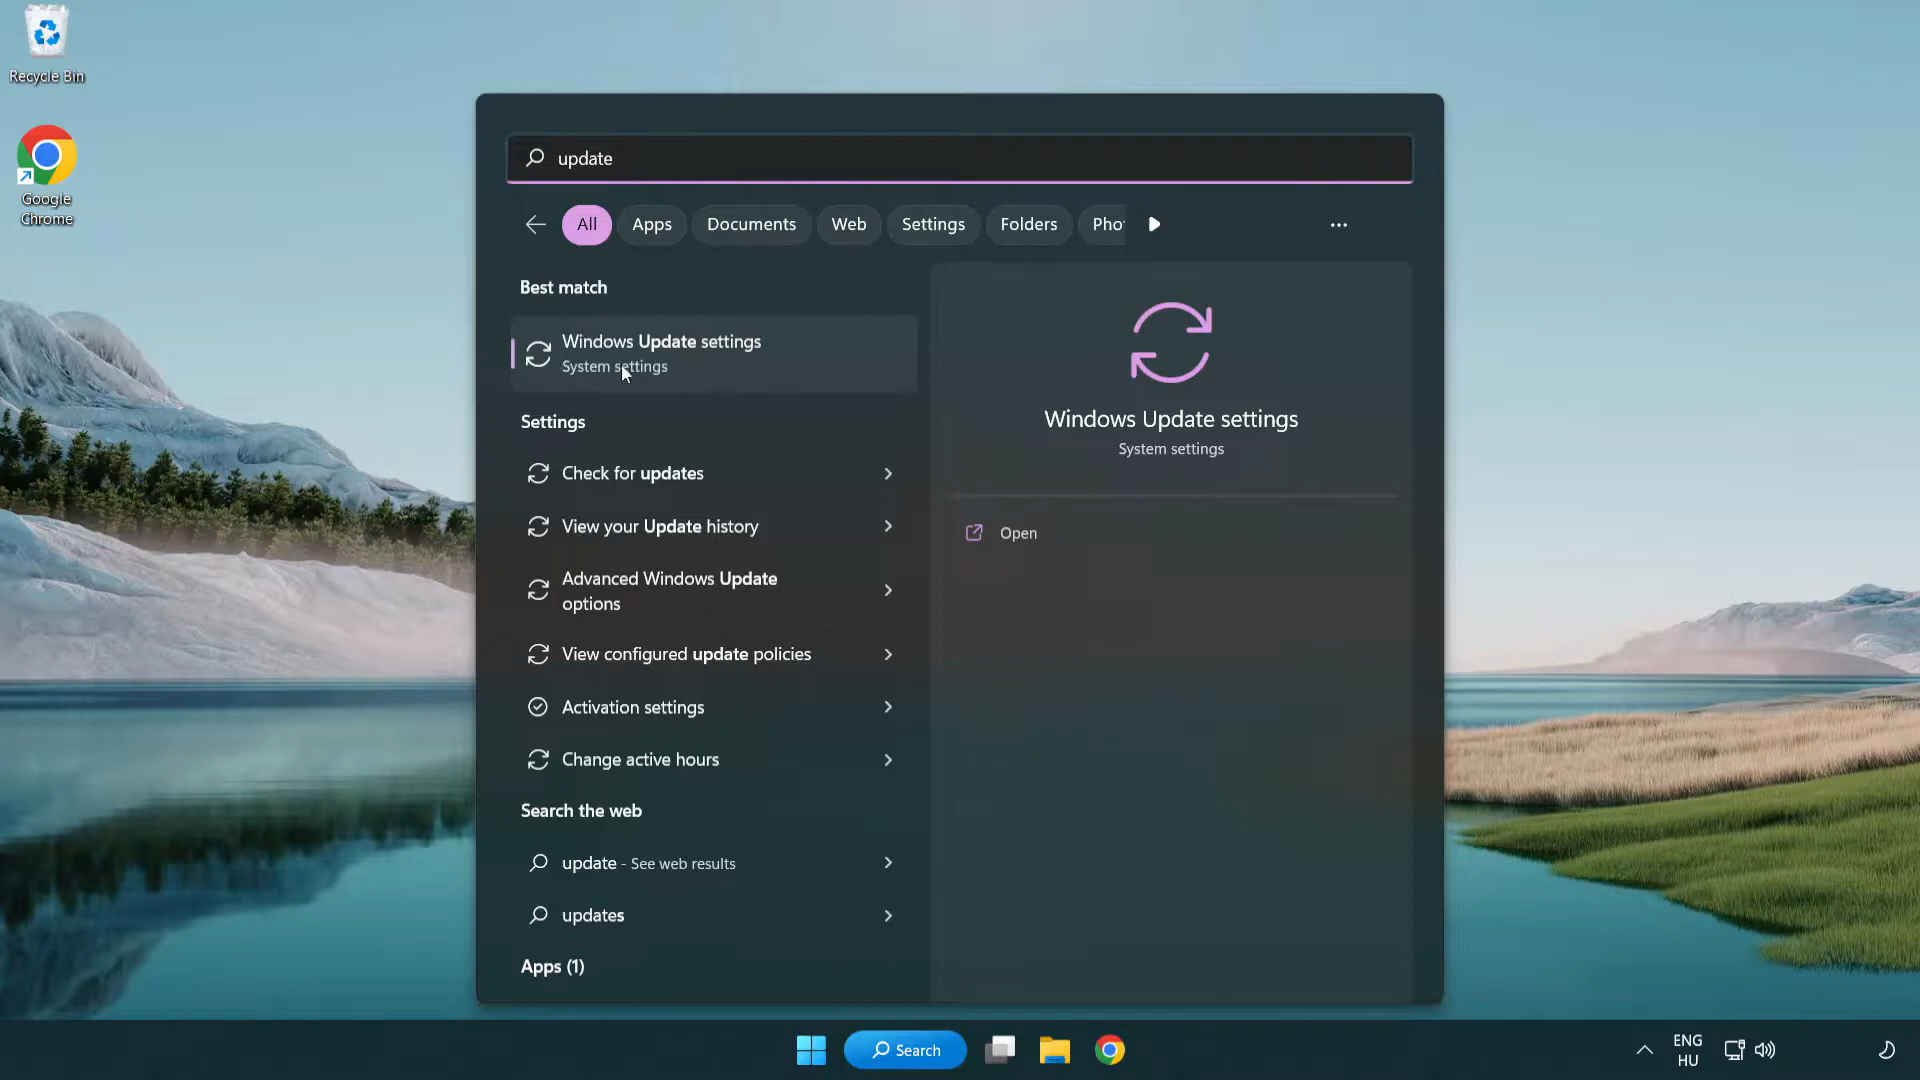 Recycle Bin
Google
Chrome
update
All
Apps
Documents
Web
Settings
Folders
Best match
Windows Update settings
System settings
Settings
Check for updates
View your Update history
Advanced Windows Update
options
View configured update policies
Activation settings
Change active hours
Search the web
update - See web results
updates
Apps (1)
Windows Update settings
System settings
Open
Search
ENG
HU